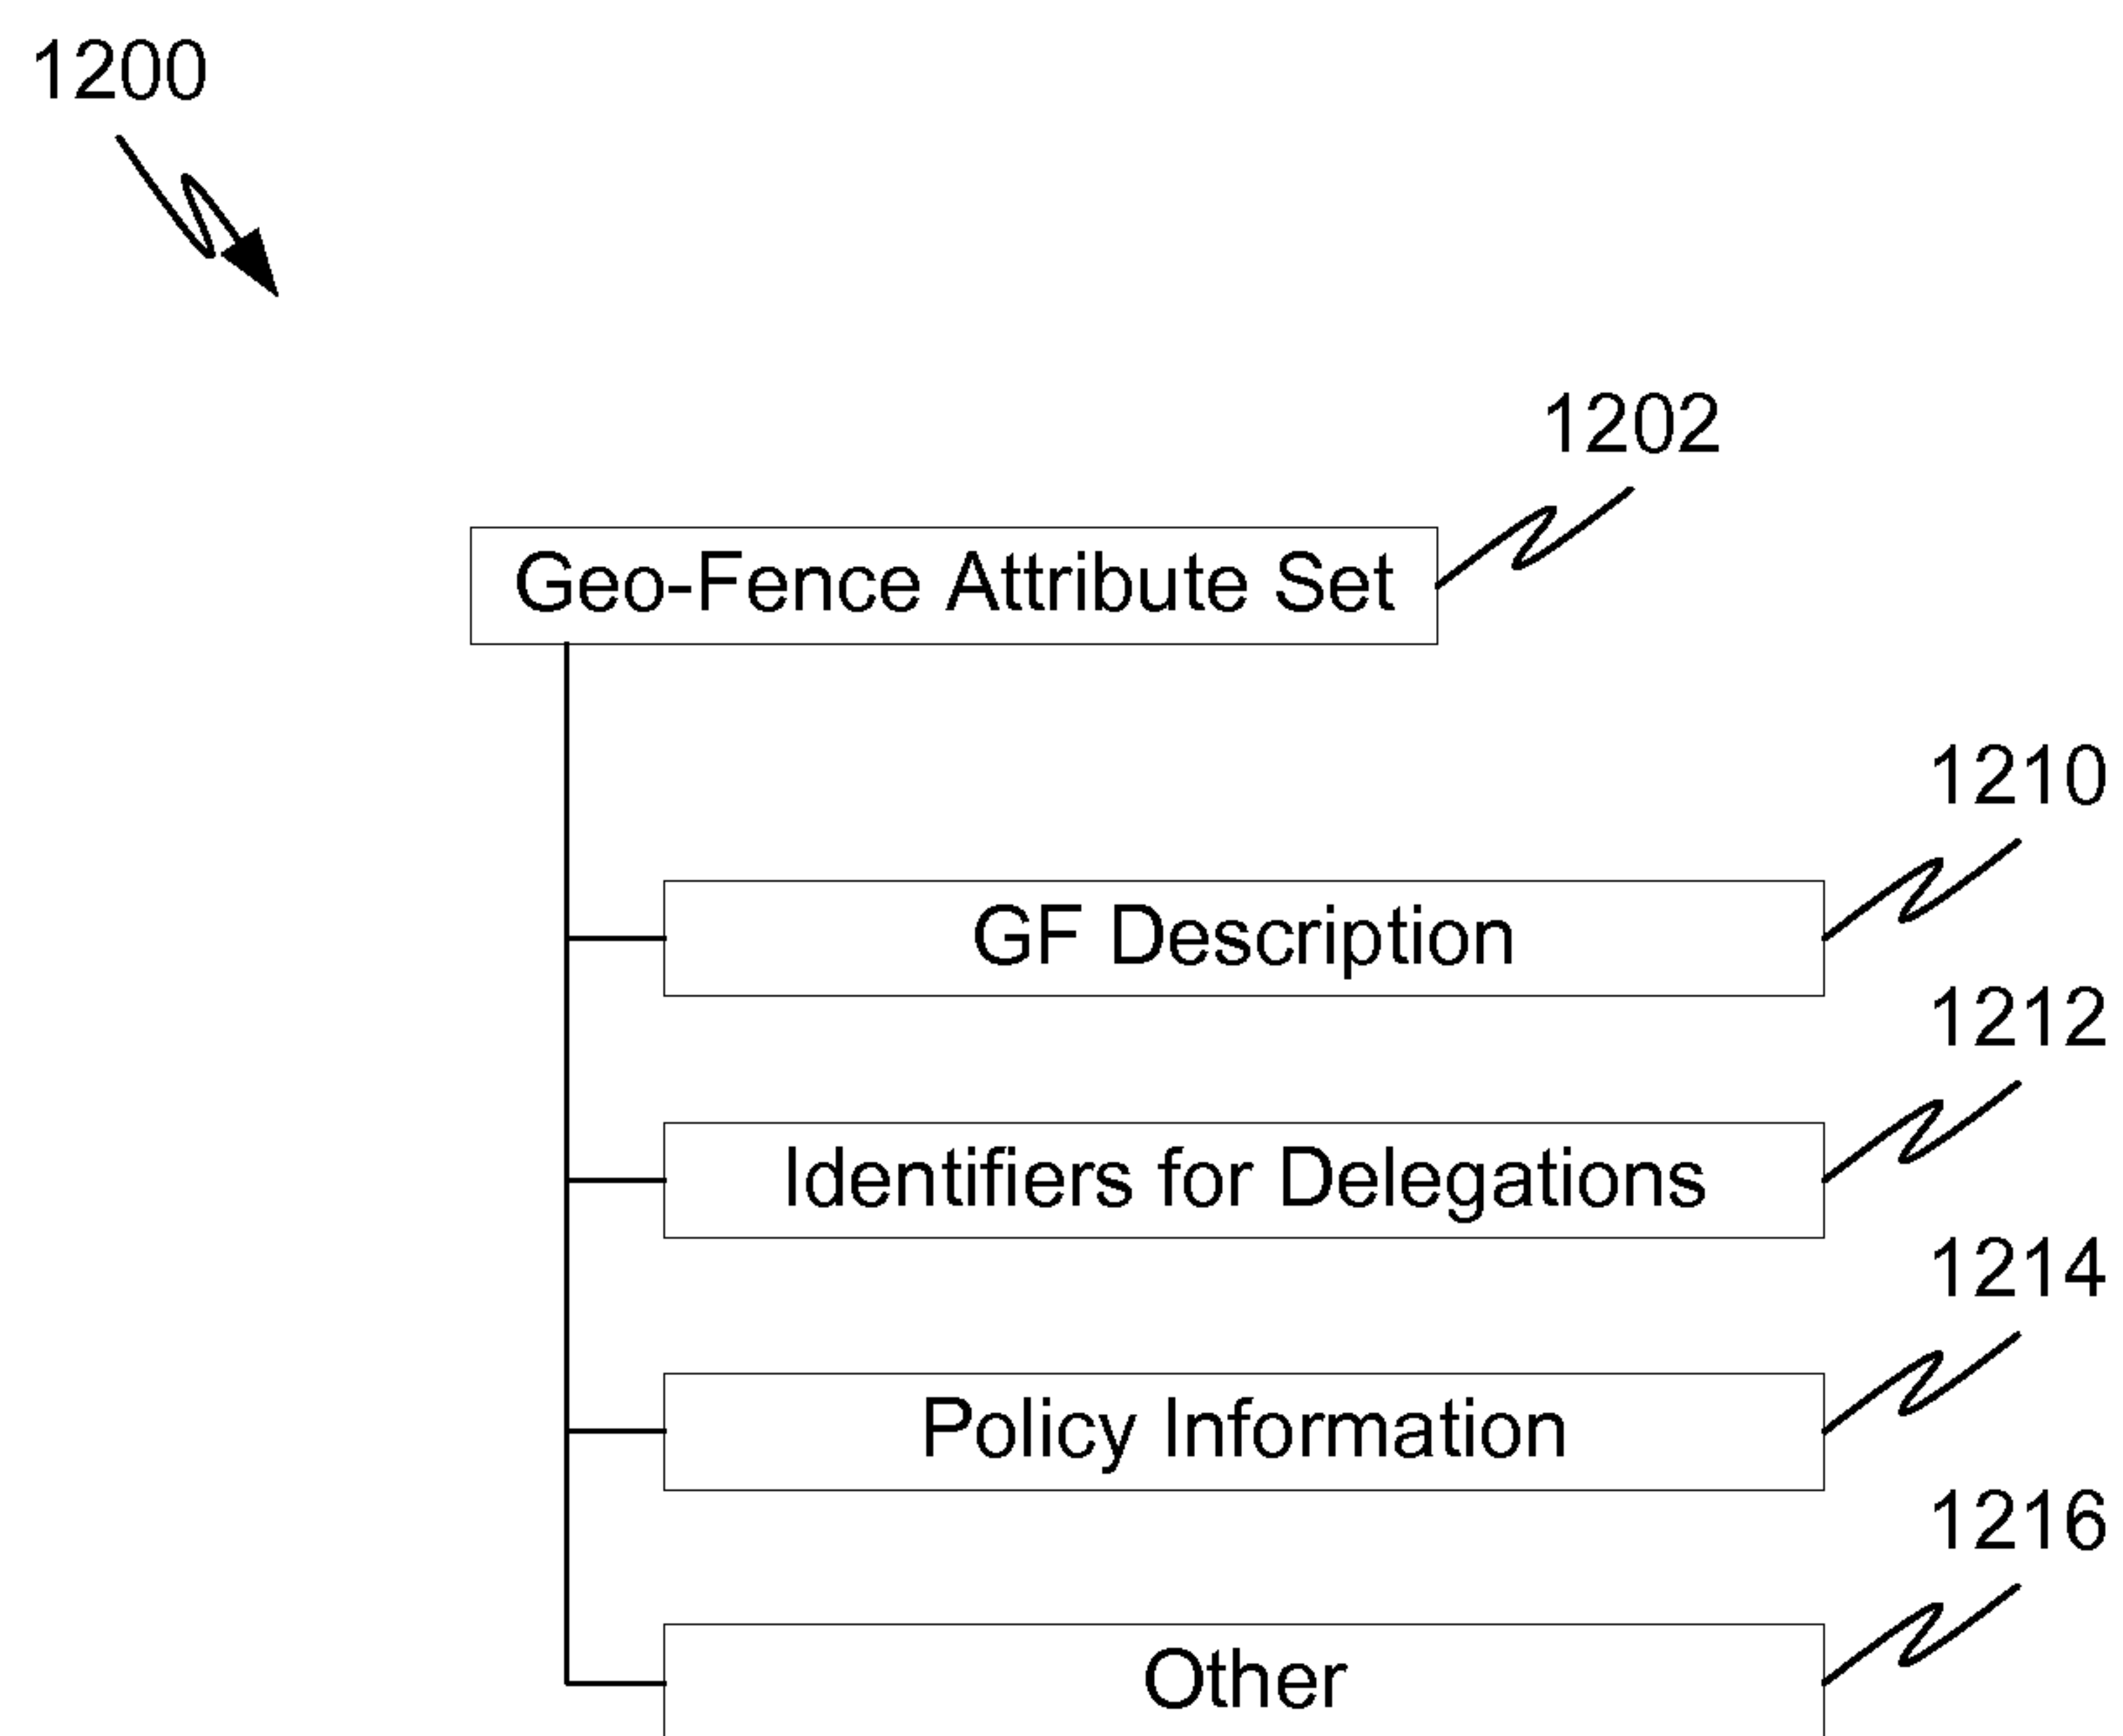 1200
1202
Geo-Fence Attribute Set
1210
GF Description
1212
Identifiers for Delegations
1214
Policy Information
1216
Other